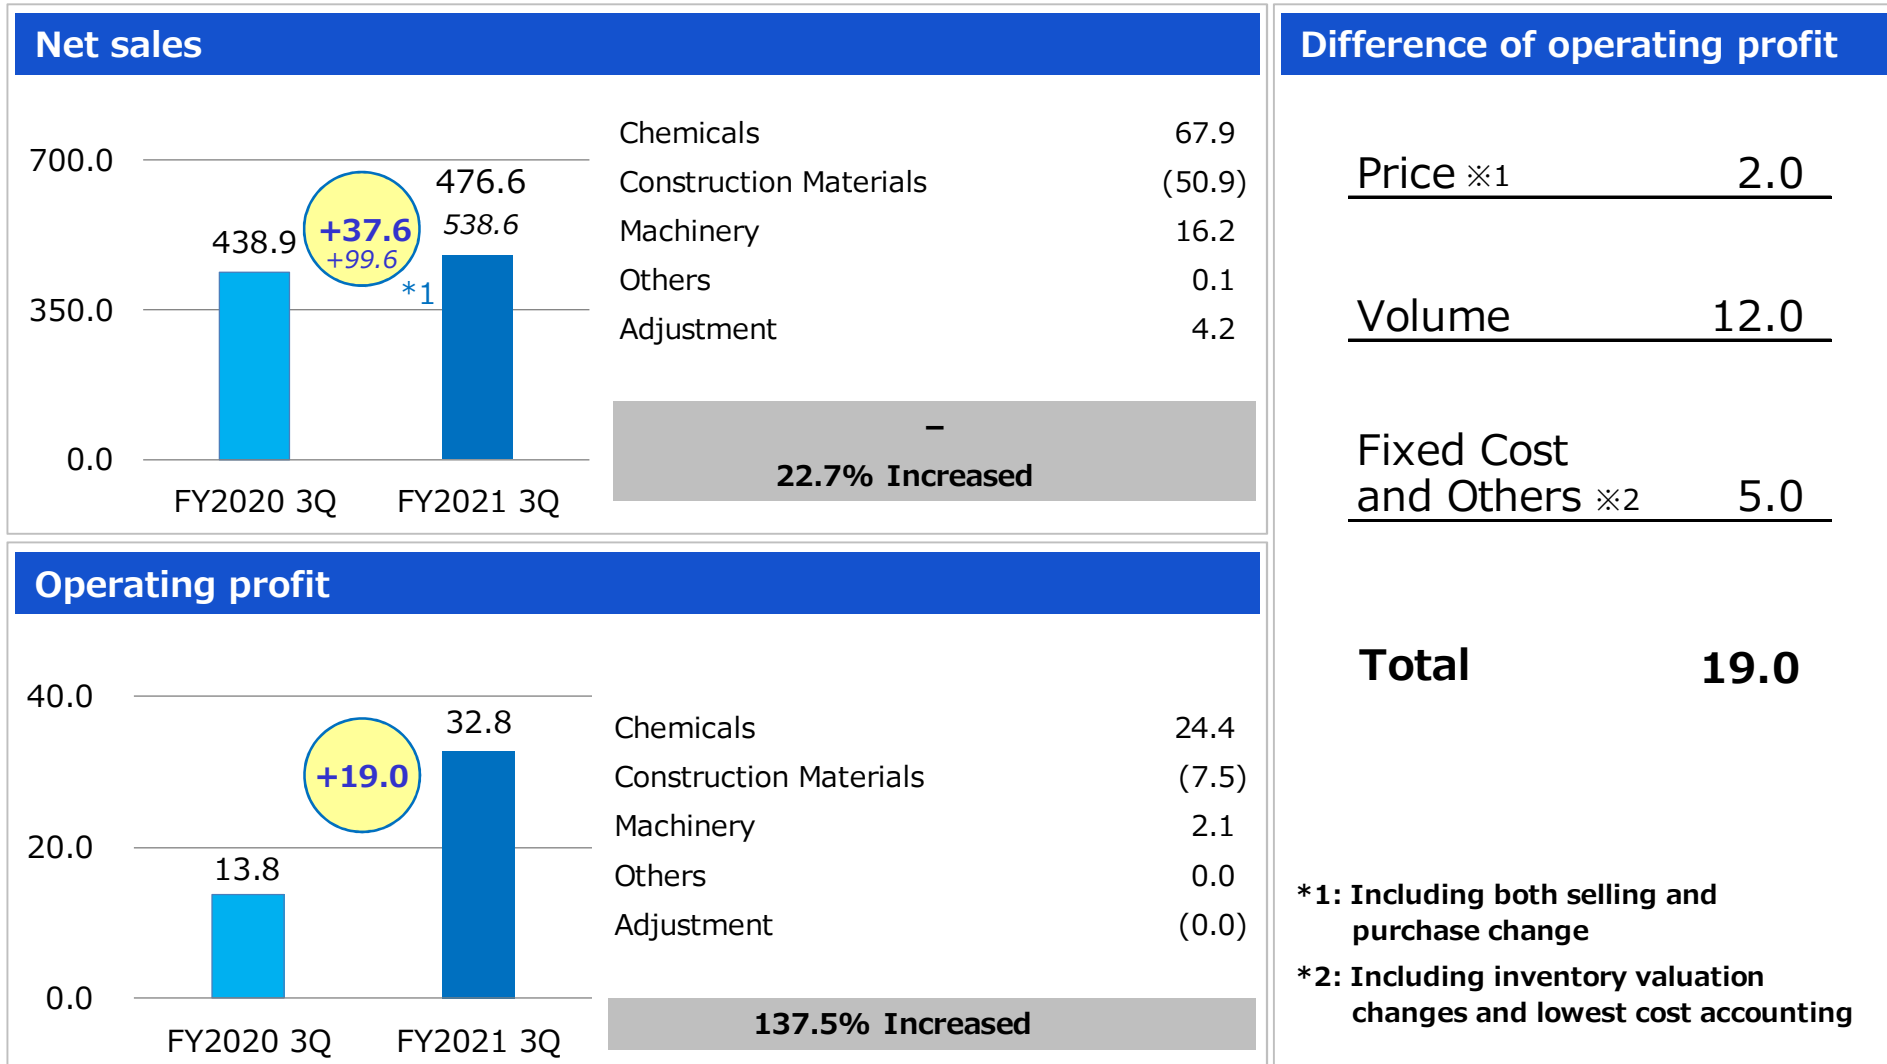 Net sales
700.0
350.0
0.0
438.9
+37.6
+99.6
*1
476.6
538.6
FY2020 3Q
FY2021 3Q
Chemicals 67.9
Construction Materials (50.9)
Machinery 16.2
Others 0.1
Adjustment 4.2
–
22.7% Increased
Operating profit
40.0
20.0
0.0
13.8
+19.0
32.8
FY2020 3Q
FY2021 3Q
Chemicals 24.4
Construction Materials (7.5)
Machinery 2.1
Others 0.0
Adjustment (0.0)
137.5% Increased
Difference of operating profit
Price ※1 2.0
Volume 12.0
Fixed Cost
and Others ※2 5.0
Total 19.0
*1: Including both selling and
purchase change
*2: Including inventory valuation
changes and lowest cost accounting